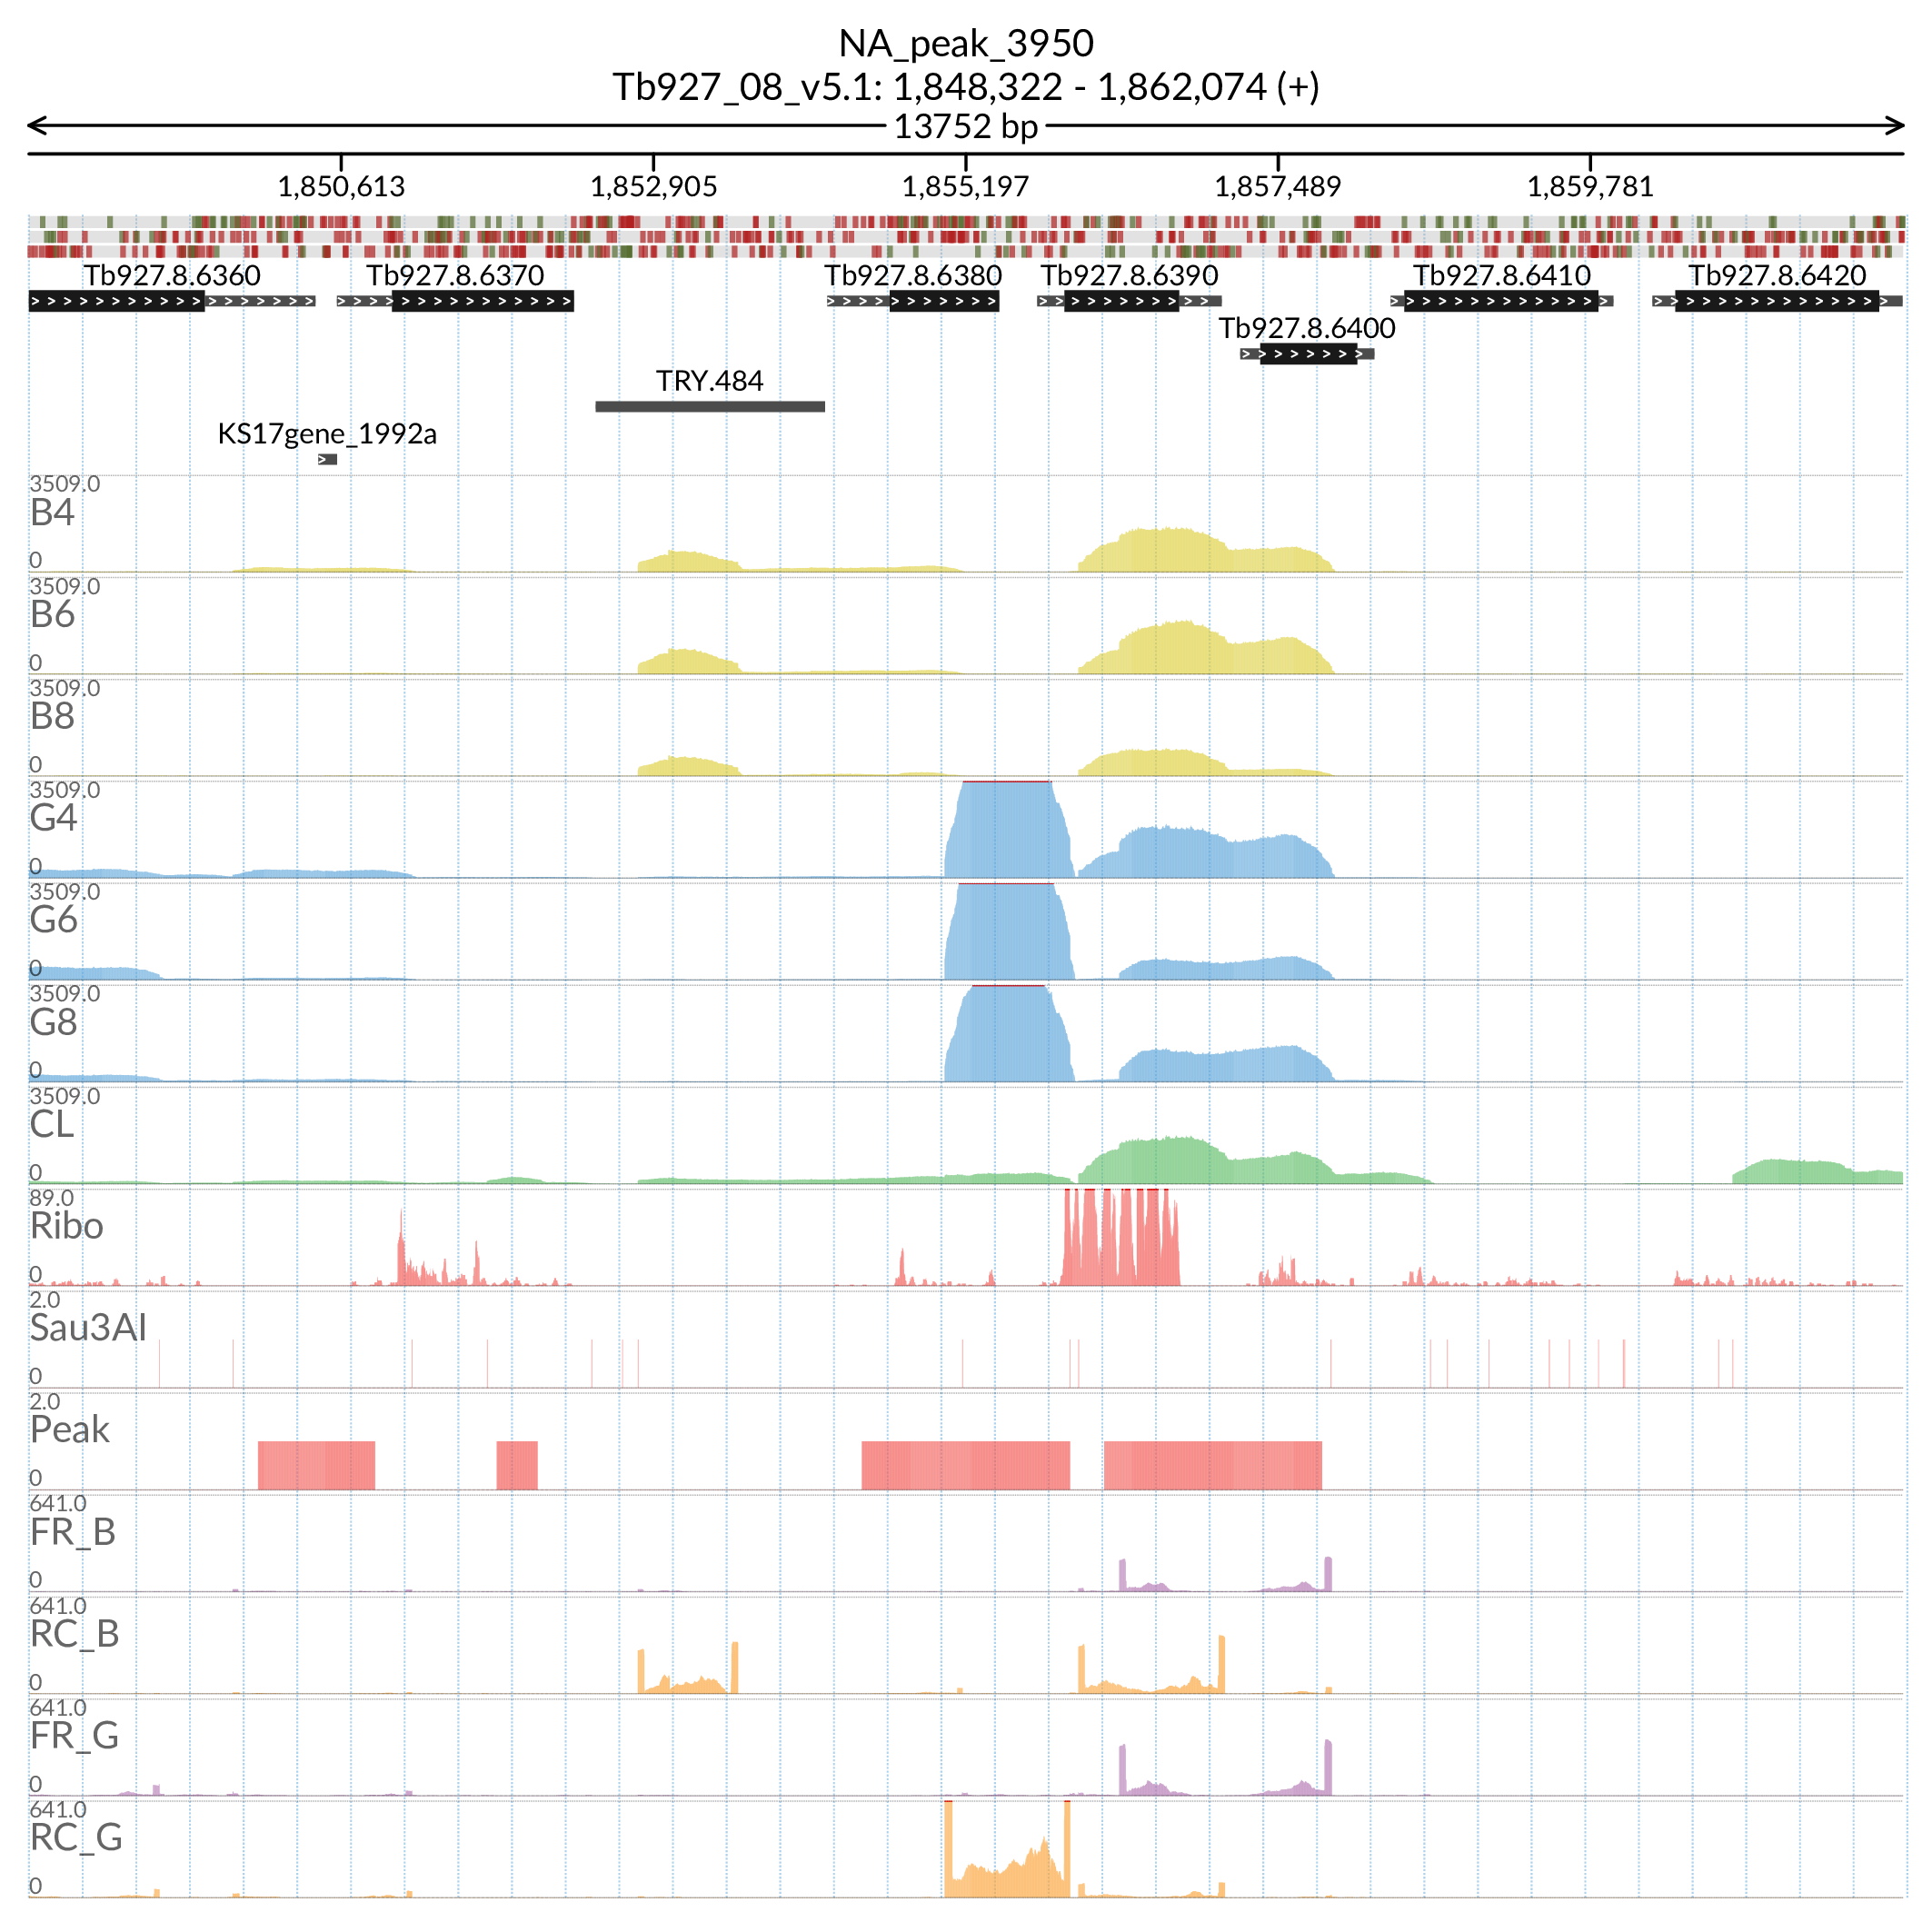 NA_peak_3950
Tb927_08_v5.1: 1,848,322 - 1,862,074 (+)
13752 bp
1,850,613 1,852,905 1,855,197 1,857,489 1,859,781
Tb927.8.6360 Tb927.8.6370 Tb927.8.6380 Tb927.8.6390 Tb927.8.6410 Tb927.8.6420
Tb927.8.6400
TRY.484
KS17gene_1992a
3509.0
B4
0
3509.0
B6
0
3509.0
B8
0
3509.0
G4
0
3509.0
G6
0
3509.0
G8
0
3509.0
CL
0
89.0
Ribo
0
2.0
Sau3AI
0
2.0
Peak
0
641.0
FR_B
0
641.0
RC_B
0
641.0
FR_G
0
641.0
RC_G
0